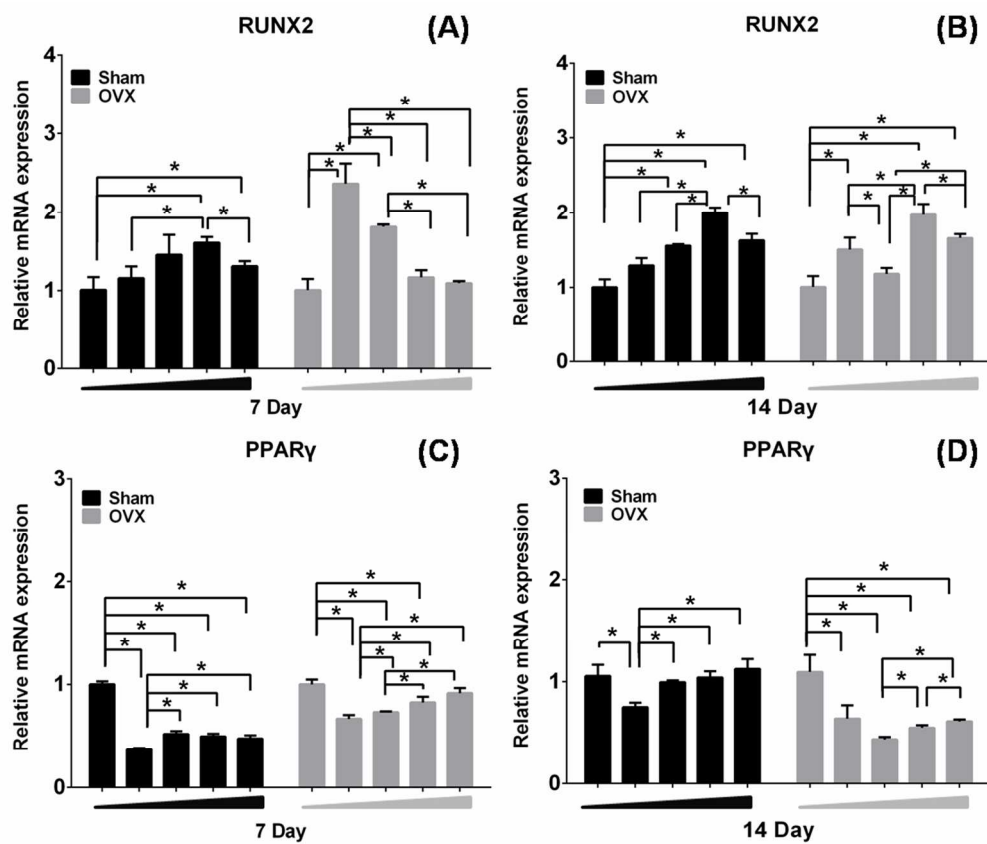 RUNX2 (A)
Relative mRNA expression
4
3
2
1
0
Sham
OVX
* * * * * * * * * * * *
7 Day
RUNX2 (B)
Relative mRNA expression
4
3
2
1
0
Sham
OVX
* * * * * * * * * * * * * * *
14 Day
PPARγ (C)
Relative mRNA expression
3
2
1
0
Sham
OVX
* * * * * * * * * * * * * * *
7 Day
PPARγ (D)
Relative mRNA expression
3
2
1
0
Sham
OVX
* * * * * * * * * * *
14 Day